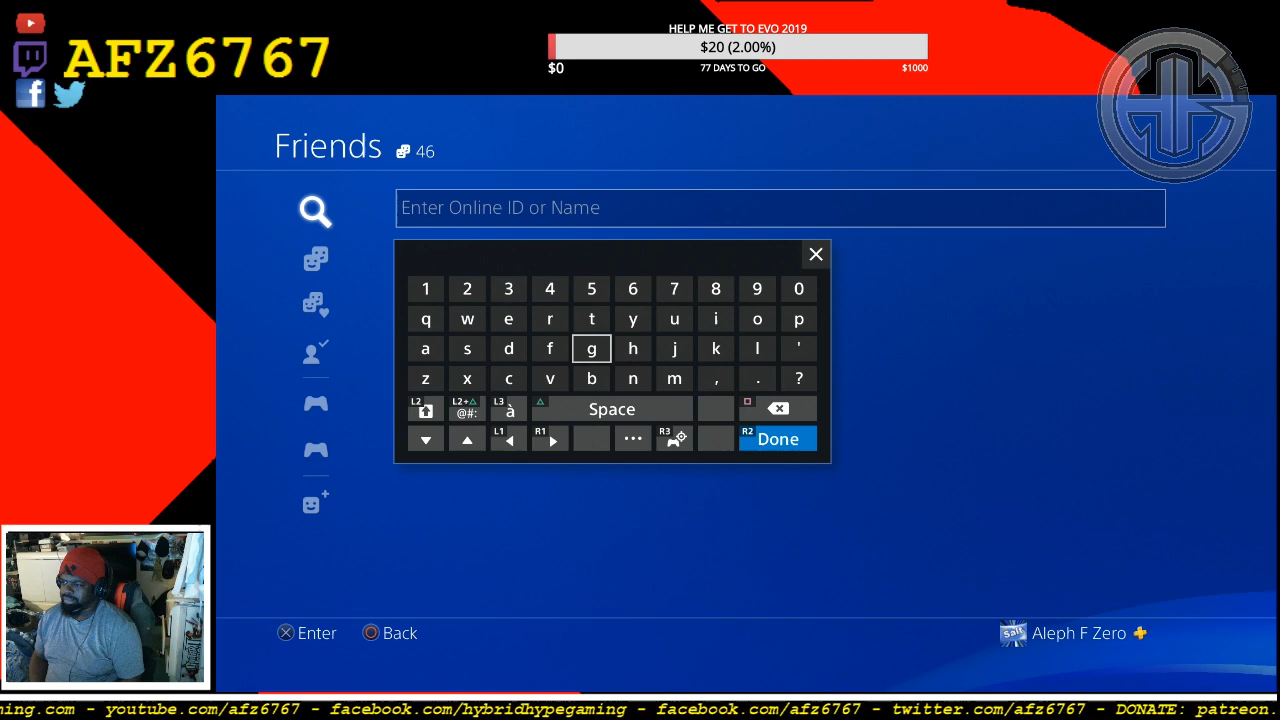 AFZ6767
HELP ME GET TO EVO 2019
$20 (2.00%)
$0 77 DAYS TO GO $1000
Friends 46
Enter Online ID or Name
1 2 3 4 5 6 7 8 9 0
q w e r t y u i o p
a s d f g h j k l '
z x c v b n m , . ?
L2 L2+△ @#: L3 à △ Space □
L1 R1 ... R3 R2 Done
Enter Back
Salt Aleph F Zero
ming.com - youtube.com/afz6767 - facebook.com/hybridhypegaming - facebook.com/afz6767 - twitter.com/afz6767 - DONATE: patreon.